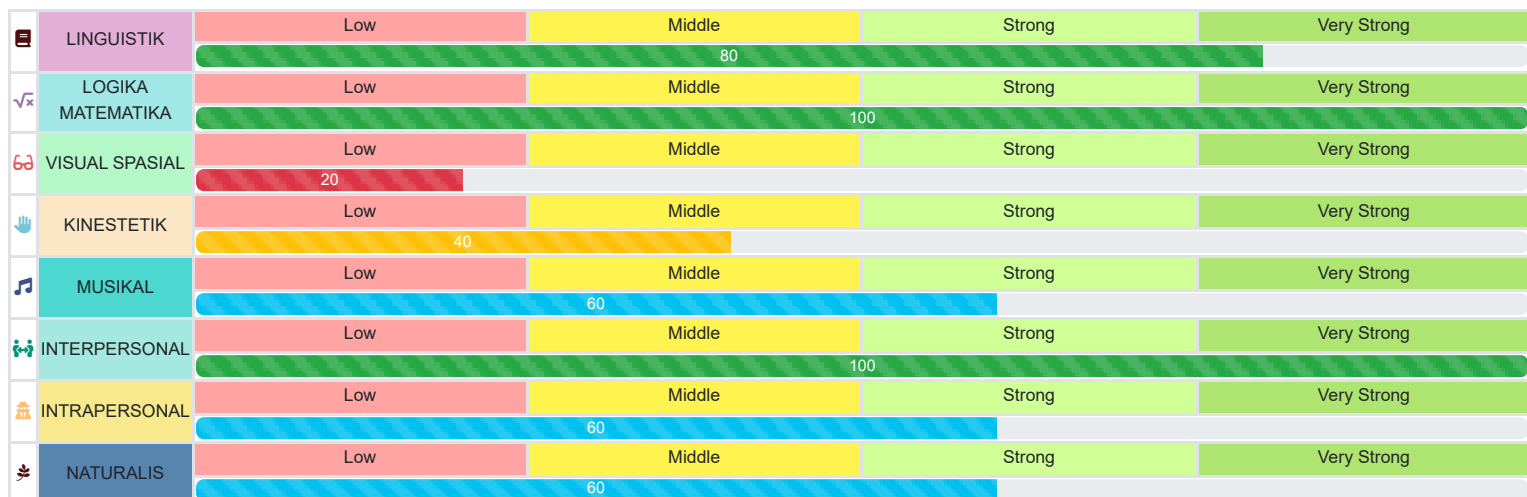 Low Middle Strong Very Strong
LINGUISTIK
80
Low Middle Strong Very Strong
LOGIKA
MATEMATIKA
100
Low Middle Strong Very Strong
VISUAL SPASIAL
20
Low Middle Strong Very Strong
KINESTETIK
40
Low Middle Strong Very Strong
MUSIKAL
60
Low Middle Strong Very Strong
INTERPERSONAL
100
Low Middle Strong Very Strong
INTRAPERSONAL
60
Low Middle Strong Very Strong
NATURALIS
60